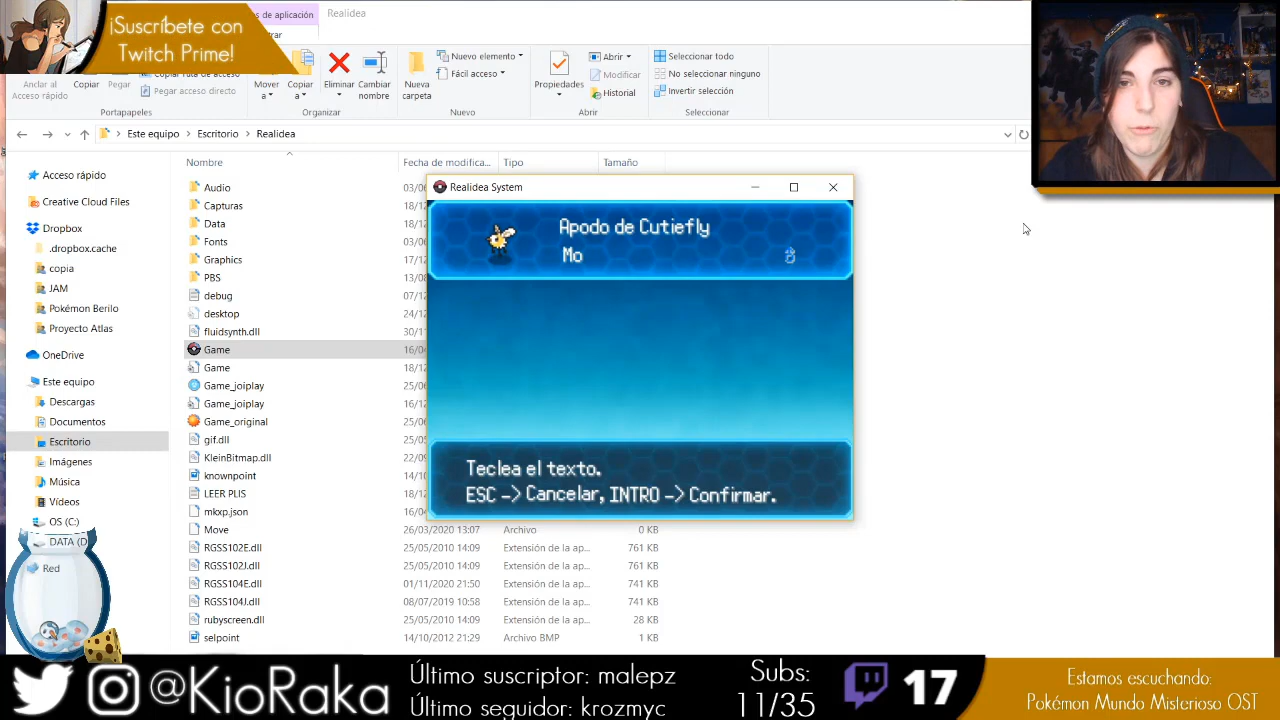 ¡Suscríbete con
Twitch Prime!
Realidea
Anclar al
Acceso rápido
Copiar
Pegar
Pegar acceso directo
Mover
a
Copiar
a
Eliminar
Cambiar
nombre
Nueva
carpeta
Nuevo elemento
Fácil acceso
Propiedades
Abrir
Modificar
Historial
Seleccionar todo
No seleccionar ninguno
Invertir selección
Portapapeles
Organizar
Nuevo
Abrir
Seleccionar
Este equipo
Escritorio
Realidea
Nombre
Fecha de modifica...
Tipo
Tamaño
Acceso rápido
Creative Cloud Files
Dropbox
.dropbox.cache
copia
JAM
Pokémon Berilo
Proyecto Atlas
OneDrive
Este equipo
Descargas
Documentos
Escritorio
Imágenes
Música
Vídeos
OS (C:)
DATA (D
Red
Audio
Capturas
Data
Fonts
Graphics
PBS
debug
desktop
fluidsynth.dll
Game
Game
Game_joiplay
Game_joiplay
Game_original
gif.dll
KleinBitmap.dll
knownpoint
LEER PLIS
mkxp.json
Move 26/03/2020 13:07 Archivo 0 KB
RGSS102E.dll 25/05/2010 14:09 Extensión de la ap... 761 KB
RGSS102J.dll 25/05/2010 14:09 Extensión de la ap... 761 KB
RGSS104E.dll 01/11/2020 21:50 Extensión de la ap... 741 KB
RGSS104J.dll 08/07/2019 10:58 Extensión de la ap... 741 KB
rubyscreen.dll 25/05/2010 14:09 Extensión de la ap... 28 KB
selpoint 14/10/2012 21:29 Archivo BMP 1 KB
Realidea System
Apodo de Cutiefly
Mo
Teclea el texto.
ESC -> Cancelar, INTRO -> Confirmar.
@KioRaka
Último suscriptor: malepz
Último seguidor: krozmyc
Subs:
11/35
17
Estamos escuchando:
Pokémon Mundo Misterioso OST